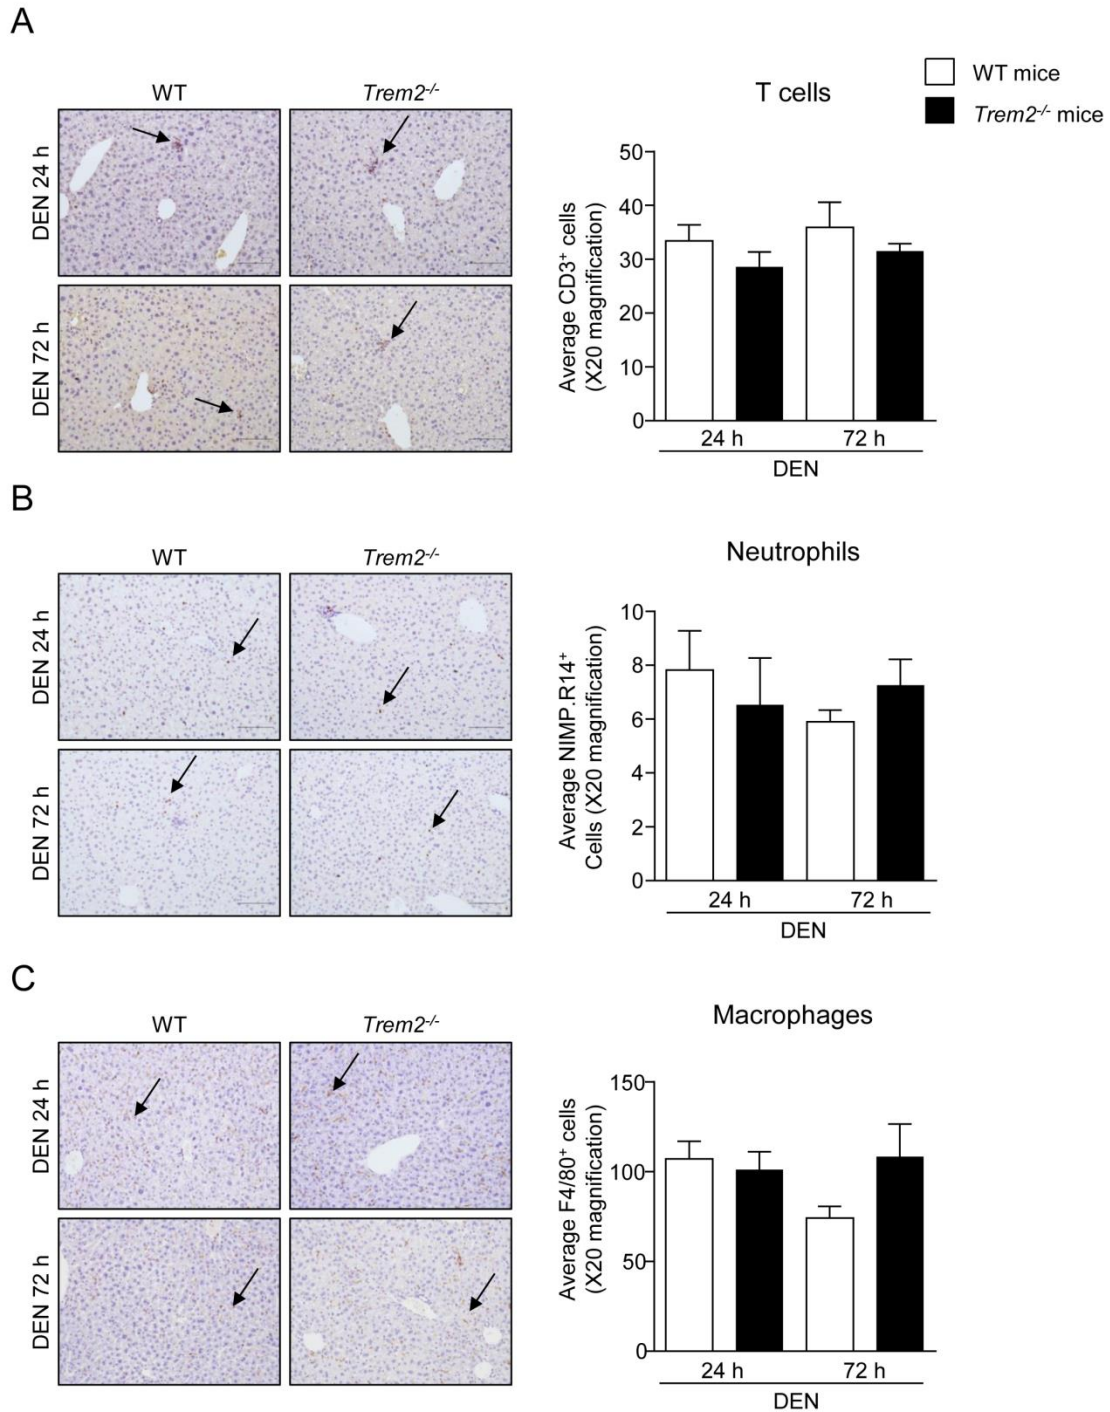 A
WT
Trem2-/-
DEN 24 h
DEN 72 h
T cells
WT mice
Trem2-/- mice
Average CD3+ cells
(X20 magnification)
50
40
30
20
10
0
24 h
72 h
DEN
B
WT
Trem2-/-
DEN 24 h
DEN 72 h
Neutrophils
Average NIMP.R14+
Cells (X20 magnification)
10
8
6
4
2
0
24 h
72 h
DEN
C
WT
Trem2-/-
DEN 24 h
DEN 72 h
Macrophages
Average F4/80+ cells
(X20 magnification)
150
100
50
0
24 h
72 h
DEN